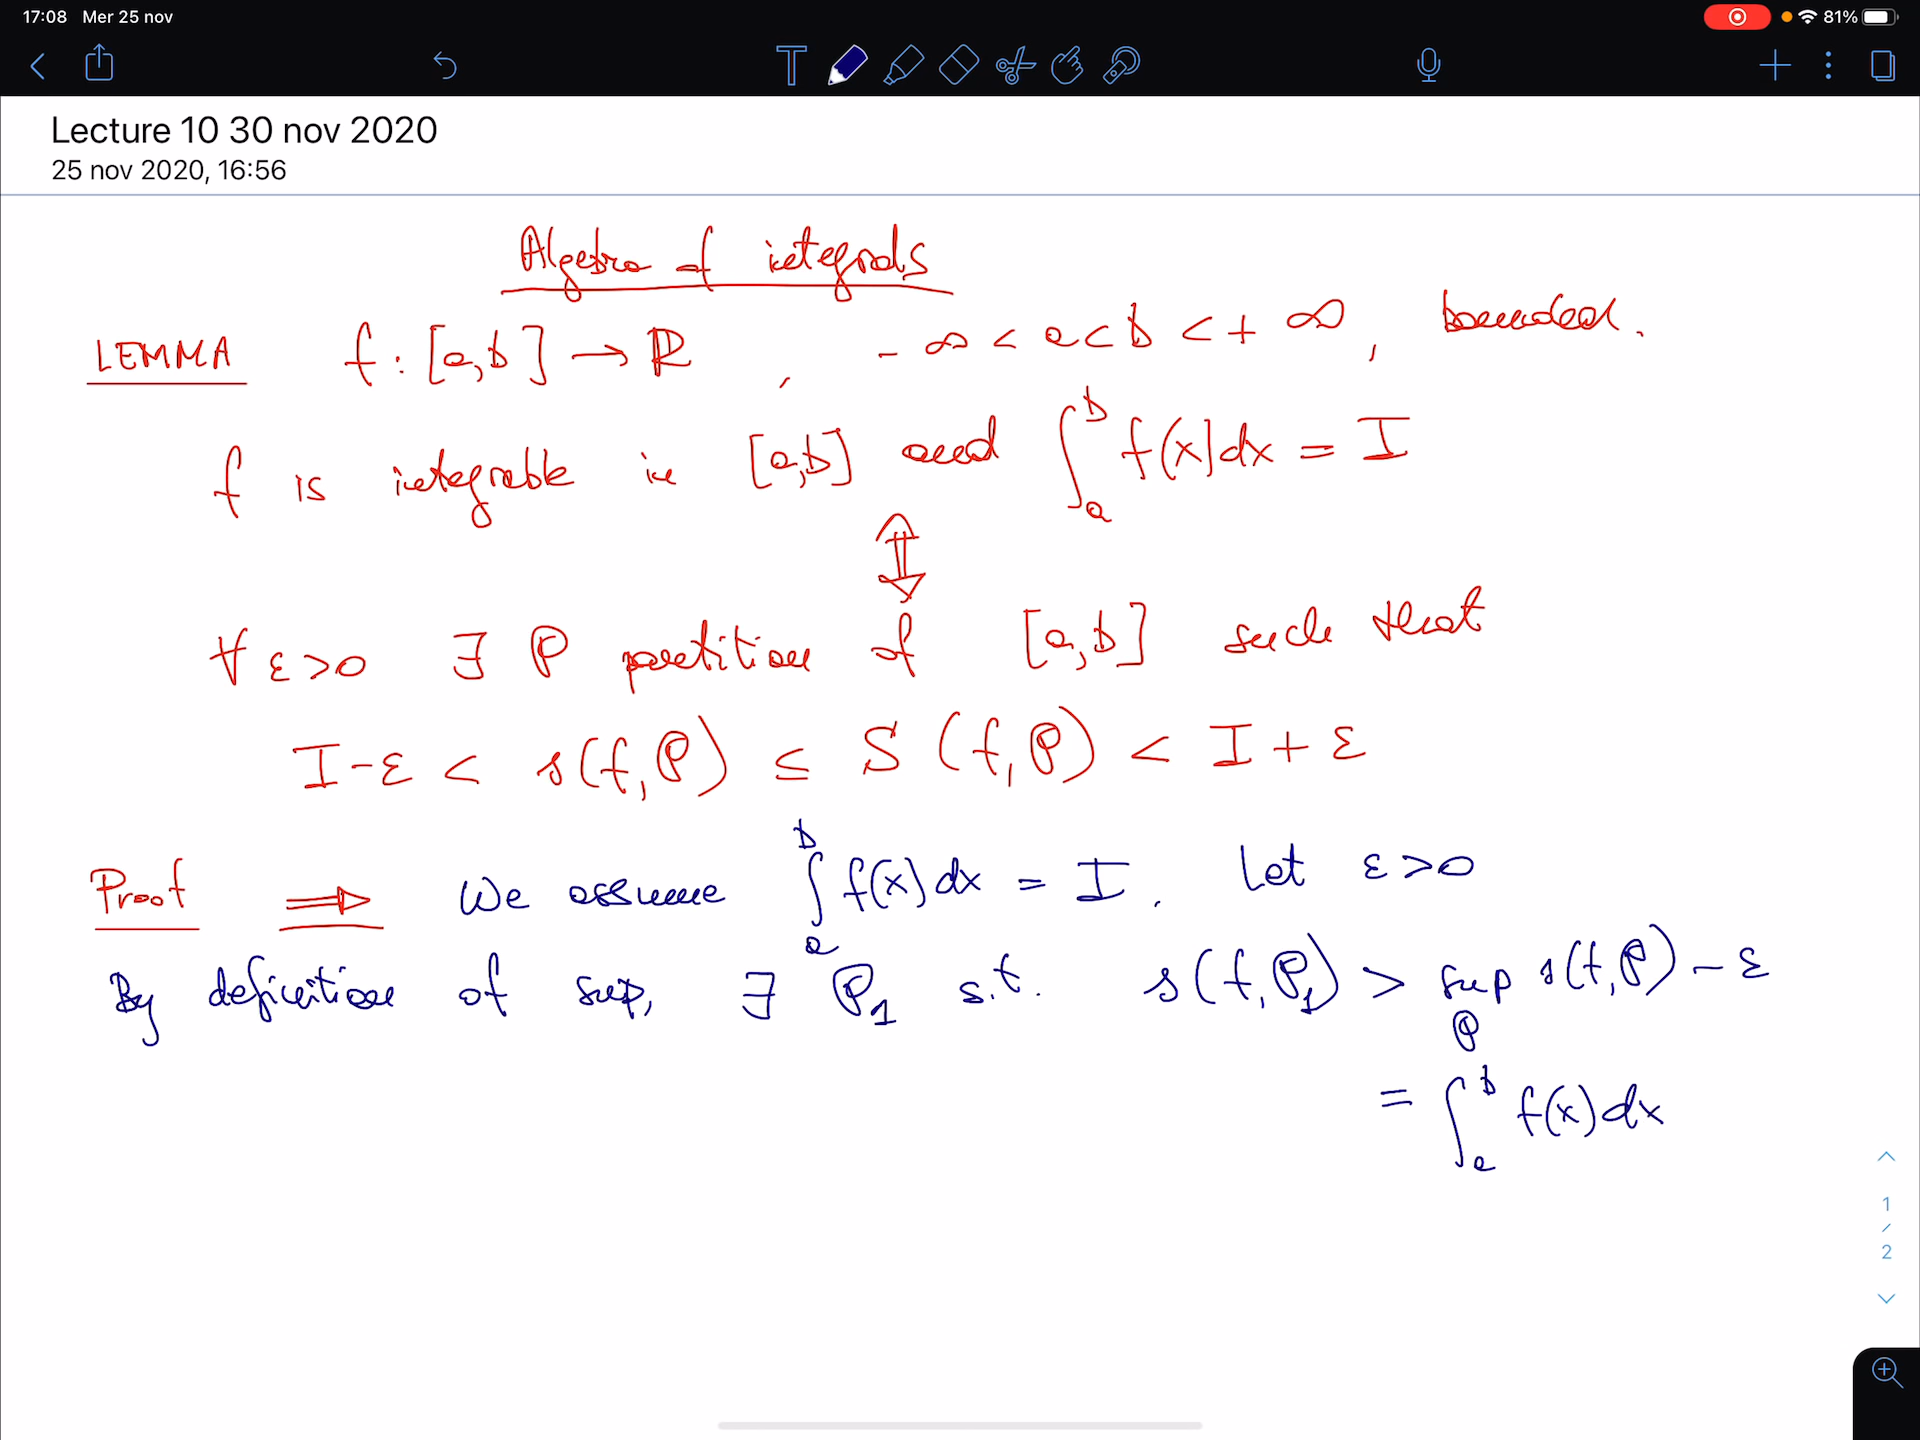 17:08 Mer 25 nov 81%
Lecture 10 30 nov 2020
25 nov 2020, 16:56
Algebra of integrals
LEMMA f : [a,b] → ℝ , -∞ < a < b < +∞ , bounded.
f is integrable in [a,b] and ∫_a^b f(x)dx = I
⇕
∀ ε>0 ∃ P partition of [a,b] such that
I-ε < s(f,P) ≤ S(f,P) < I+ε
Proof ⟹ We assume ∫_a^b f(x)dx = I. Let ε>0
By definition of sup, ∃ P₁ s.t. s(f,P₁) > sup_P s(f,P) - ε
= ∫_a^b f(x)dx
1
/
2